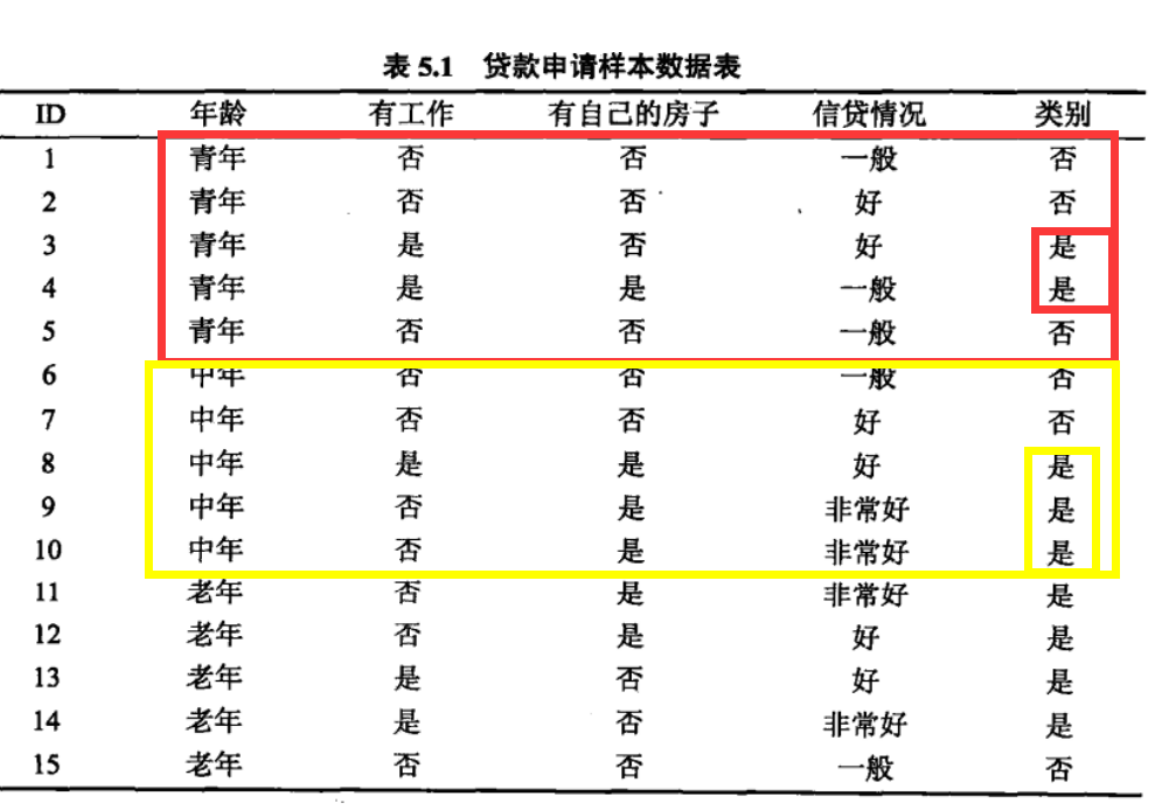 表 5.1 贷款申请样本数据表
ID 年龄 有工作 有自己的房子 信贷情况 类别
1 青年 否 否 一般 否
2 青年 否 否 好 否
3 青年 是 否 好 是
4 青年 是 是 一般 是
5 青年 否 否 一般 否
6 中年 否 否 一般 否
7 中年 否 否 好 否
8 中年 是 是 好 是
9 中年 否 是 非常好 是
10 中年 否 是 非常好 是
11 老年 否 是 非常好 是
12 老年 否 是 好 是
13 老年 是 否 好 是
14 老年 是 否 非常好 是
15 老年 否 否 一般 否